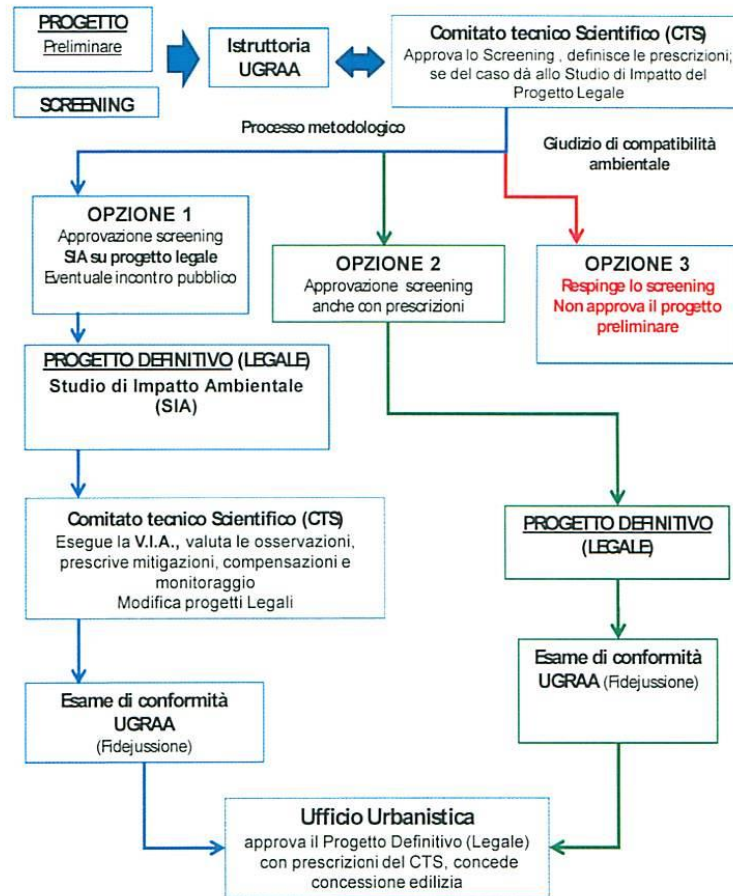 PROGETTO
Preliminare
SCREENING
Istruttoria
UGRAA
Comitato tecnico Scientifico (CTS)
Approva lo Screening , definisce le prescrizioni;
se del caso dà allo Studio di Impatto del
Progetto Legale
Processo metodologico
Giudizio di compatibilità
ambientale
OPZIONE 1
Approvazione screening
SIA su progetto legale
Eventuale incontro pubblico
OPZIONE 2
Approvazione screening
anche con prescrizioni
OPZIONE 3
Respinge lo screening
Non approva il progetto
preliminare
PROGETTO DEFINITIVO (LEGALE)
Studio di Impatto Ambientale
(SIA)
Comitato tecnico Scientifico (CTS)
Esegue la V.I.A., valuta le osservazioni,
prescrive mitigazioni, compensazioni e
monitoraggio
Modifica progetti Legali
PROGETTO DEFINITIVO
(LEGALE)
Esame di conformità
UGRAA
(Fidejussione)
Esame di conformità
UGRAA (Fidejussione)
Ufficio Urbanistica
approva il Progetto Definitivo (Legale)
con prescrizioni del CTS, concede
concessione edilizia